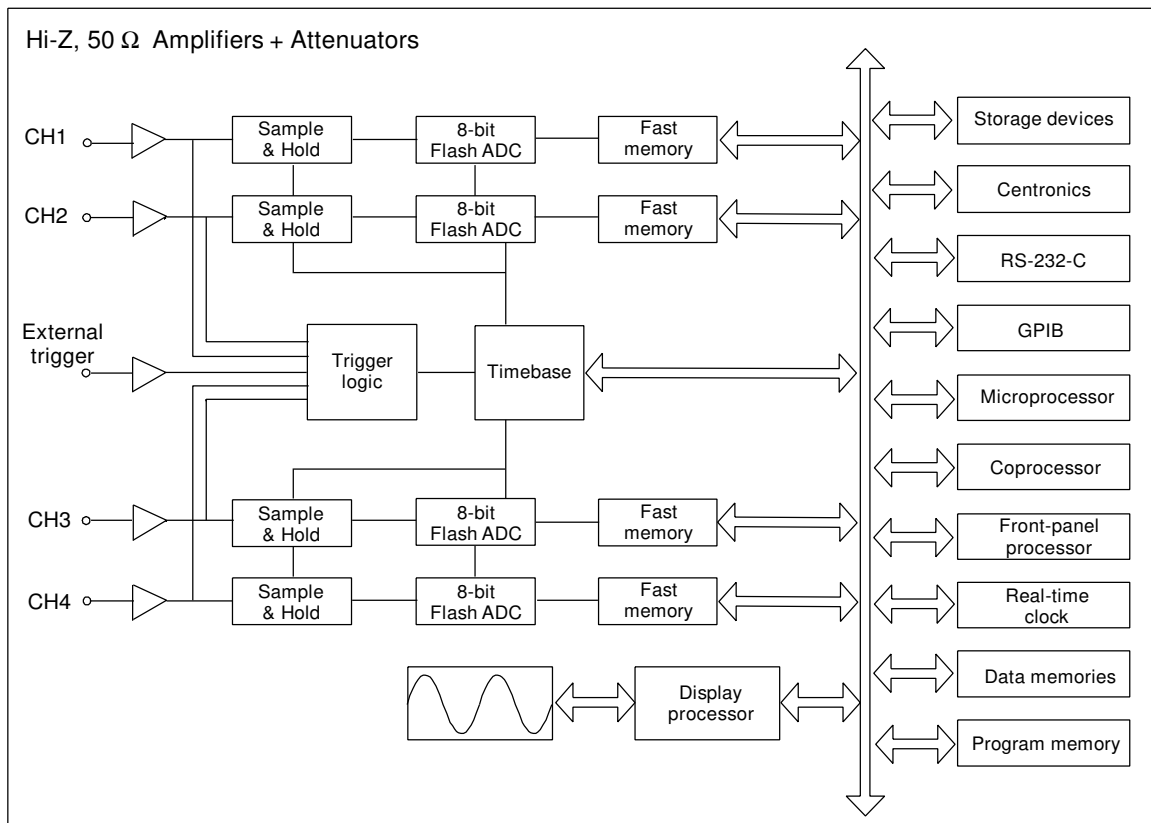 Hi-Z, 50 Ω Amplifiers + Attenuators
CH1
Sample
& Hold
8-bit
Flash ADC
Fast
memory
Storage devices
CH2
Sample
& Hold
8-bit
Flash ADC
Fast
memory
Centronics
RS-232-C
External
trigger
Trigger
logic
Timebase
GPIB
Microprocessor
Coprocessor
CH3
Sample
& Hold
8-bit
Flash ADC
Fast
memory
Front-panel
processor
CH4
Sample
& Hold
8-bit
Flash ADC
Fast
memory
Real-time
clock
Display
processor
Data memories
Program memory